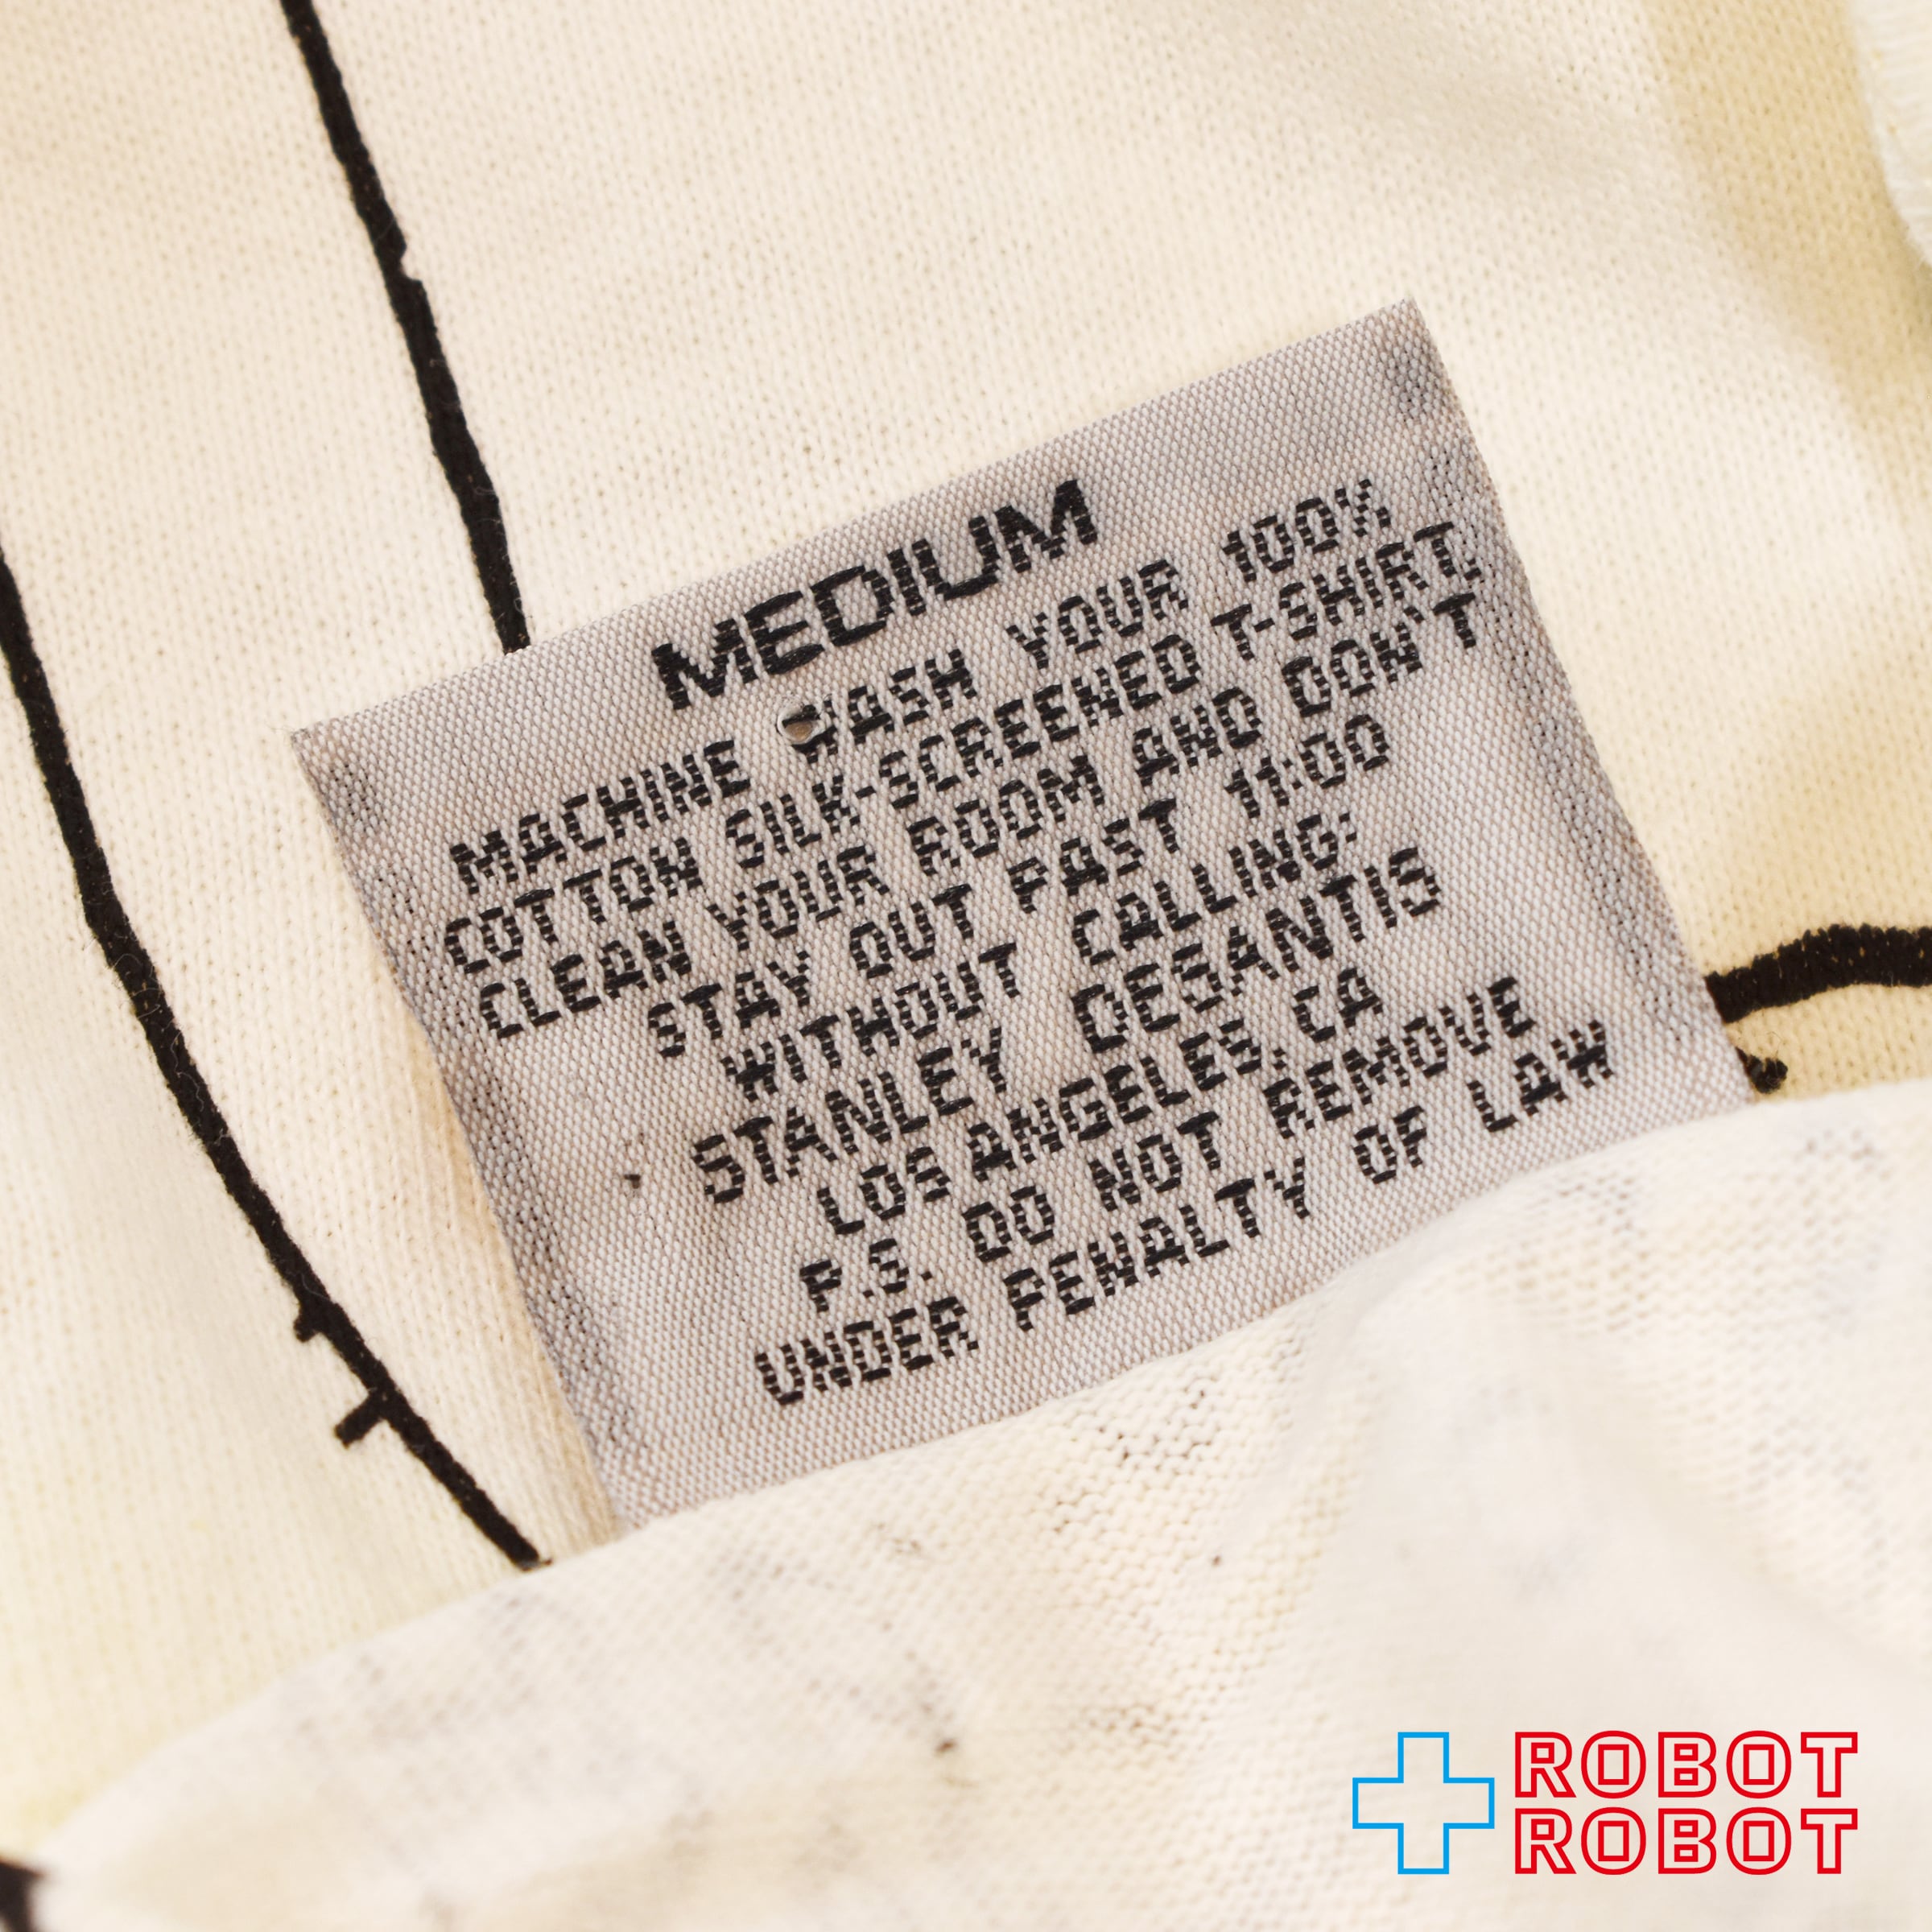 MEDIUM
MACHINE WASH YOUR 100%
COTTON SILK-SCREENED T-SHIRT,
CLEAN YOUR ROOM AND DON'T
STAY OUT PAST 11:00
WITHOUT CALLING:
STANLEY DESANTIS
LOS ANGELES, CA
P.S. DO NOT REMOVE
UNDER PENALTY OF LAW
ROBOT
ROBOT